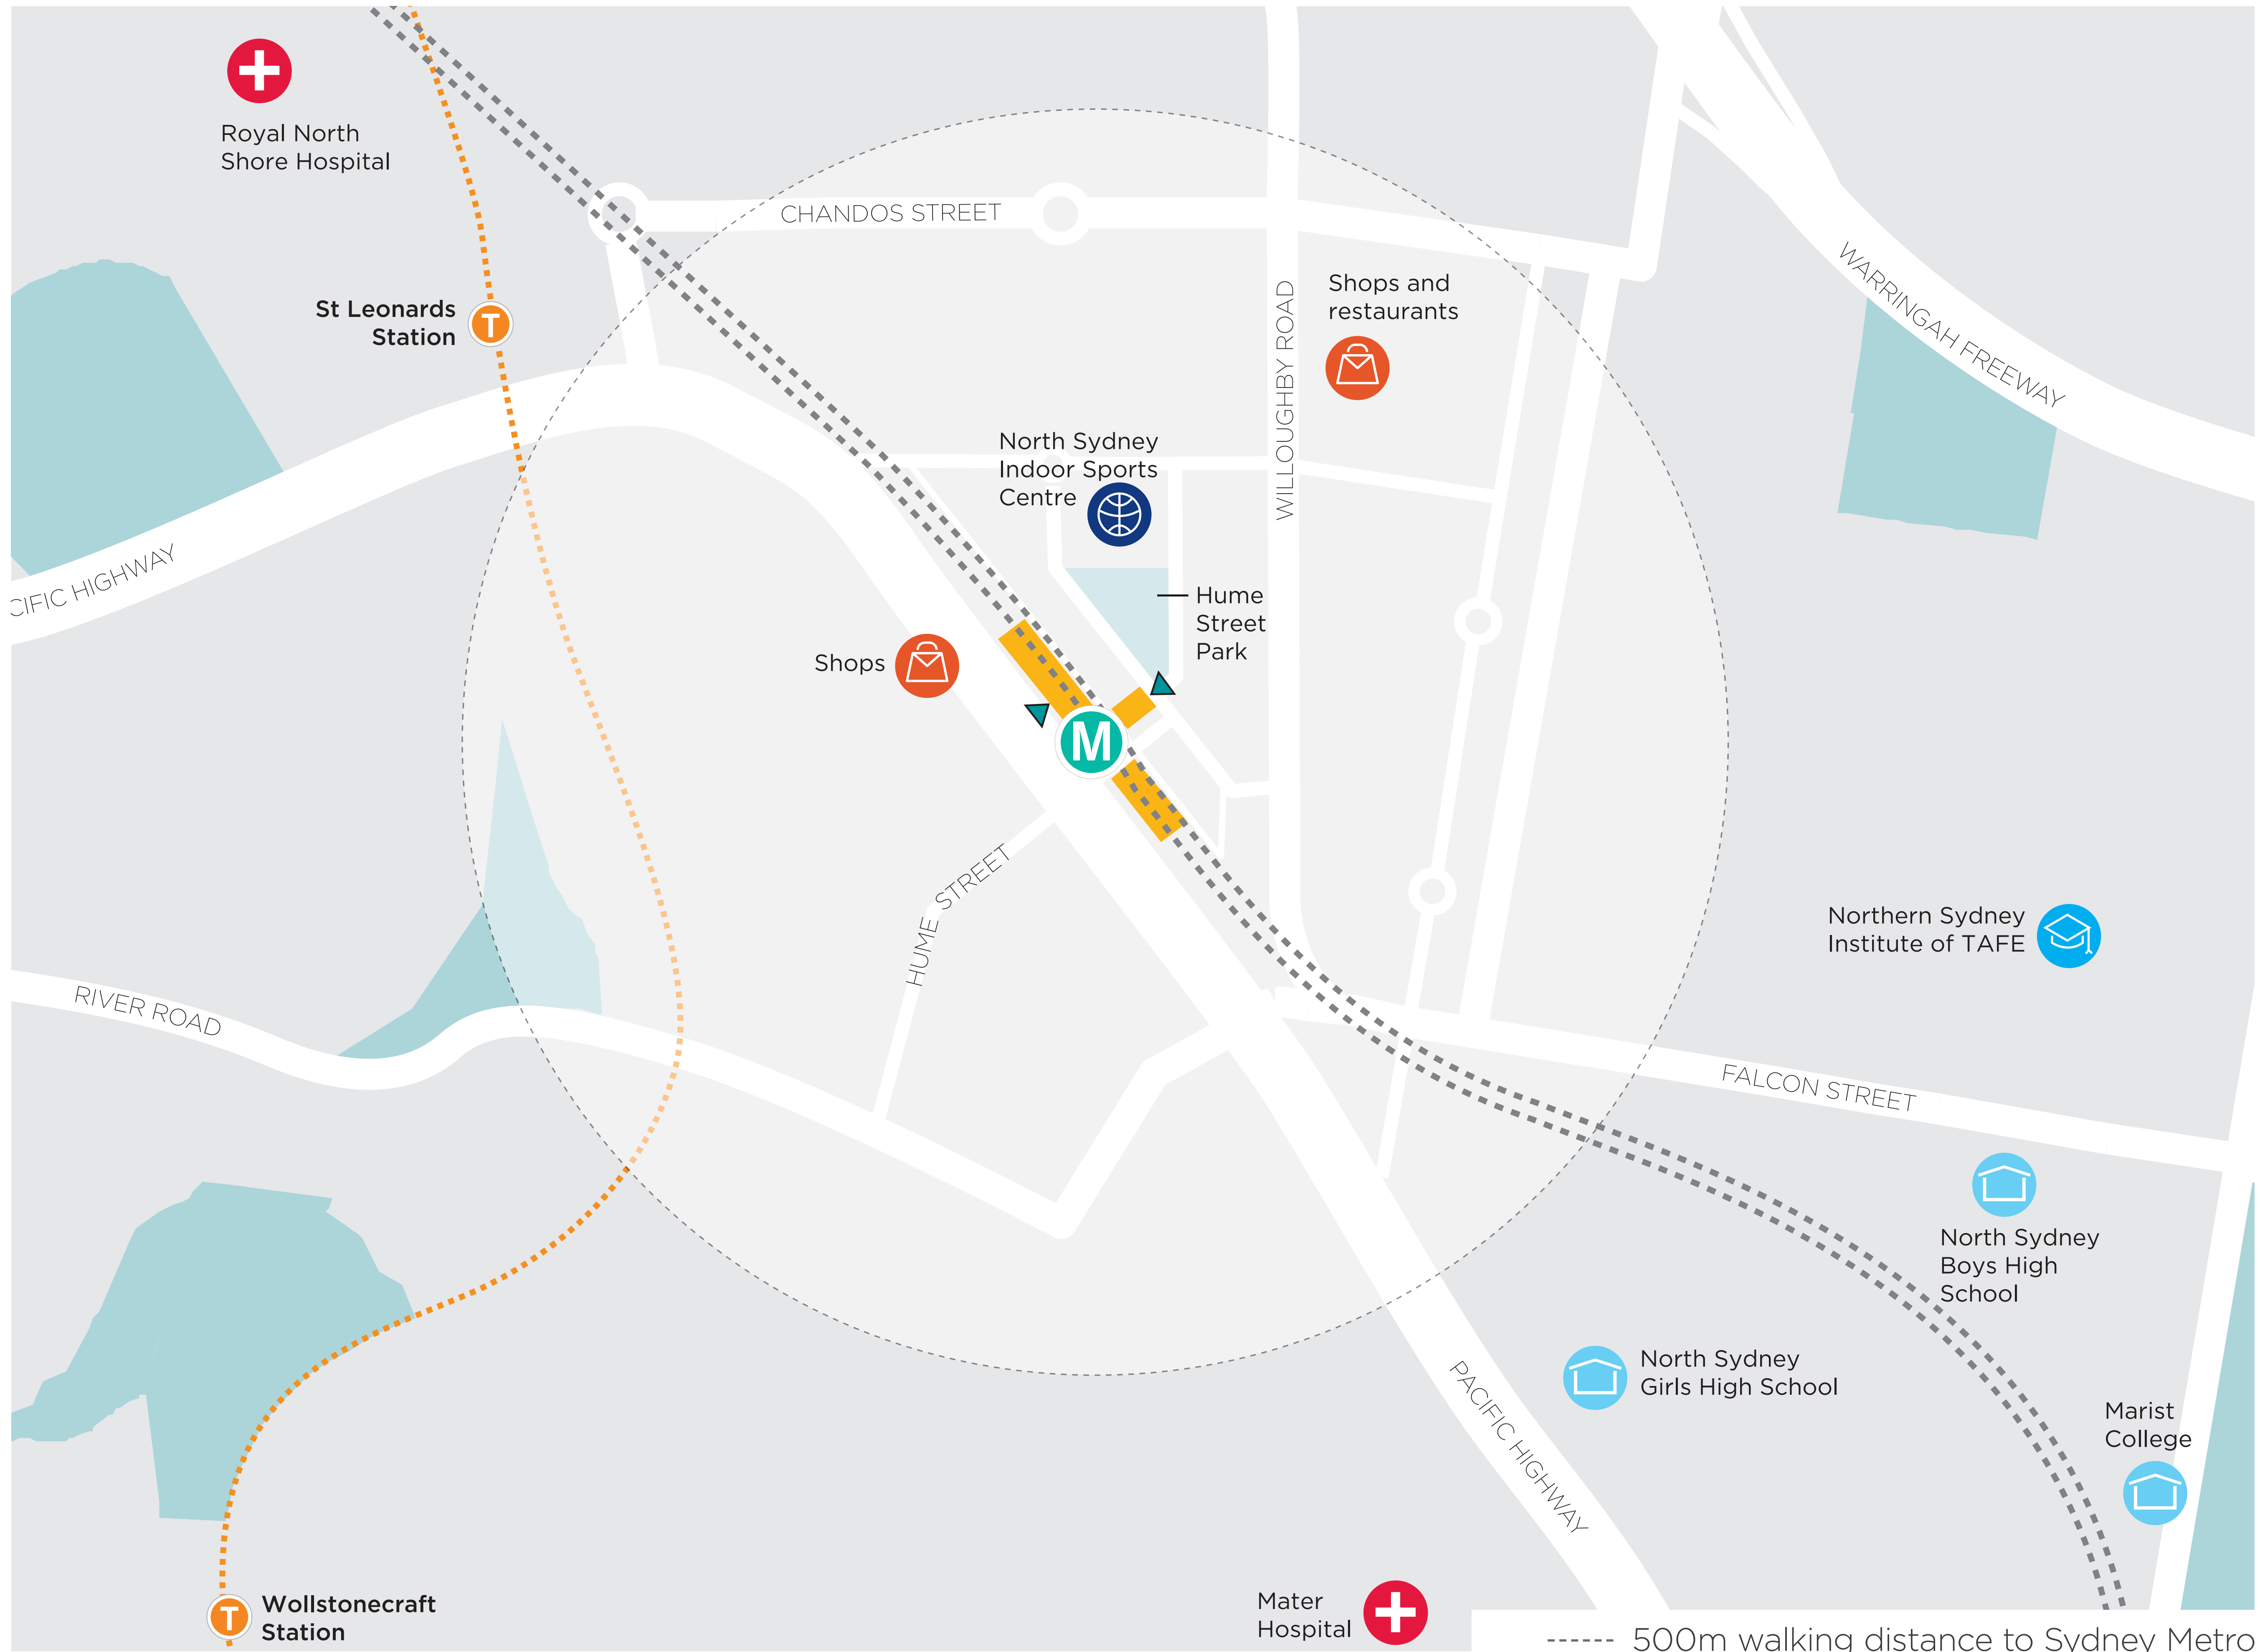 Royal North
Shore Hospital
CHANDOS STREET
WARRINGAH FREEWAY
Shops and
restaurants
WILLOUGHBY ROAD
St Leonards
Station
T
North Sydney
Indoor Sports
Centre
CIFIC HIGHWAY
Hume
Street
Park
Shops
M
HUME STREET
Northern Sydney
Institute of TAFE
RIVER ROAD
FALCON STREET
North Sydney
Boys High
School
North Sydney
Girls High School
PACIFIC HIGHWAY
Marist
College
T
Wollstonecraft
Station
Mater
Hospital
500m walking distance to Sydney Metro